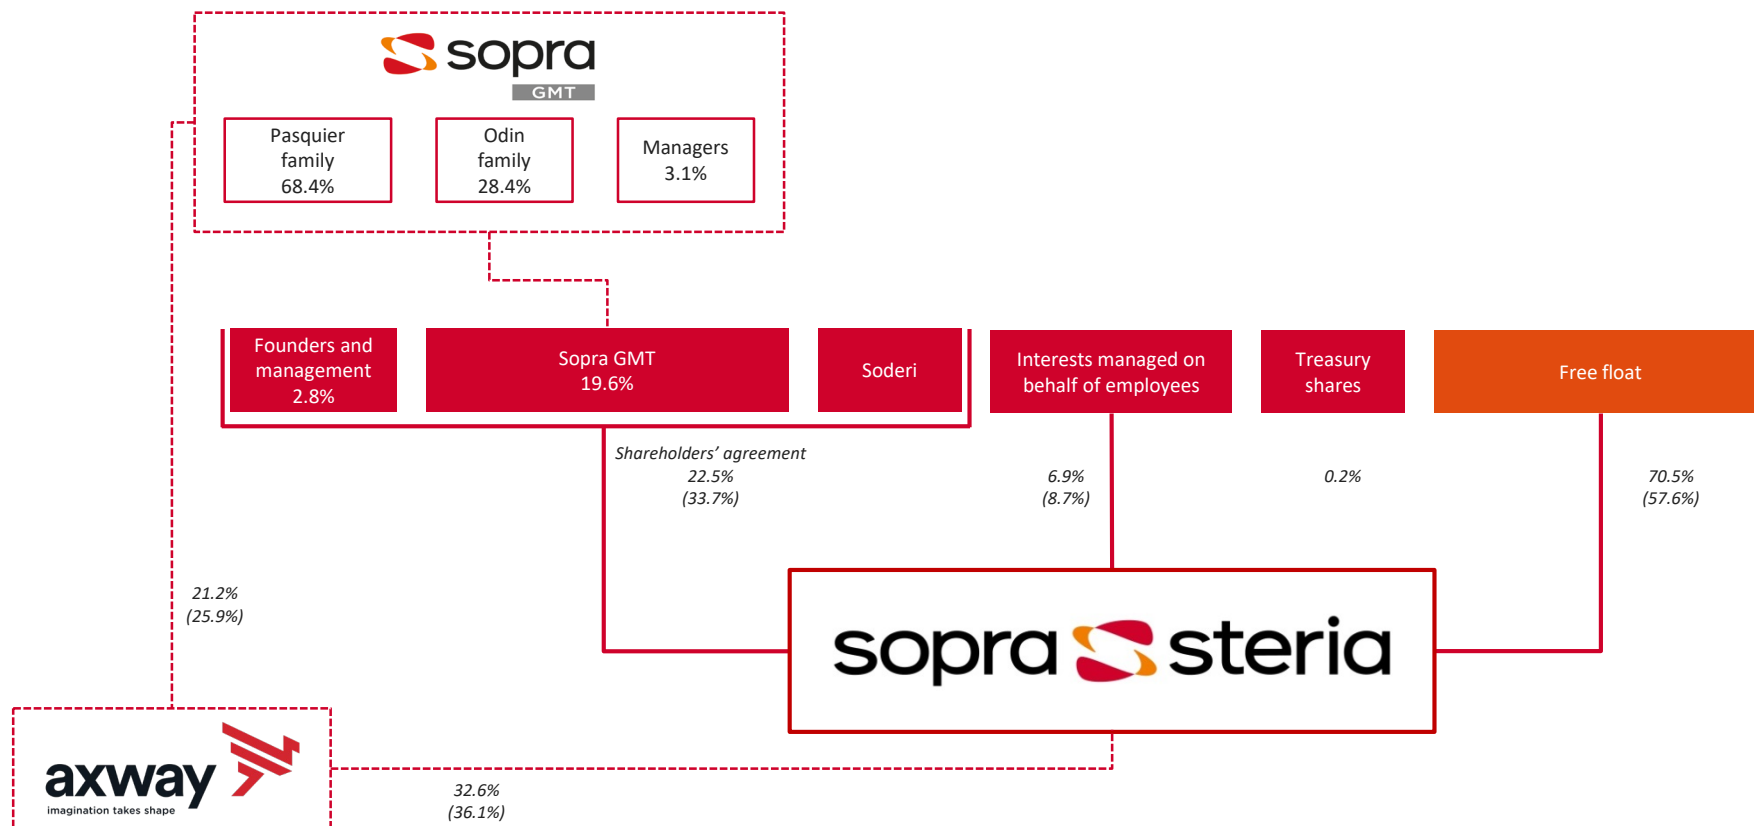 sopra
GMT
Pasquier
family
68.4%
Odin
family
28.4%
Managers
3.1%
Founders and
management
2.8%
Sopra GMT
19.6%
Soderi
Interests managed on
behalf of employees
Treasury
shares
Free float
Shareholders’ agreement
22.5%
(33.7%)
6.9%
(8.7%)
0.2%
70.5%
(57.6%)
21.2%
(25.9%)
sopra steria
axway
imagination takes shape
32.6%
(36.1%)